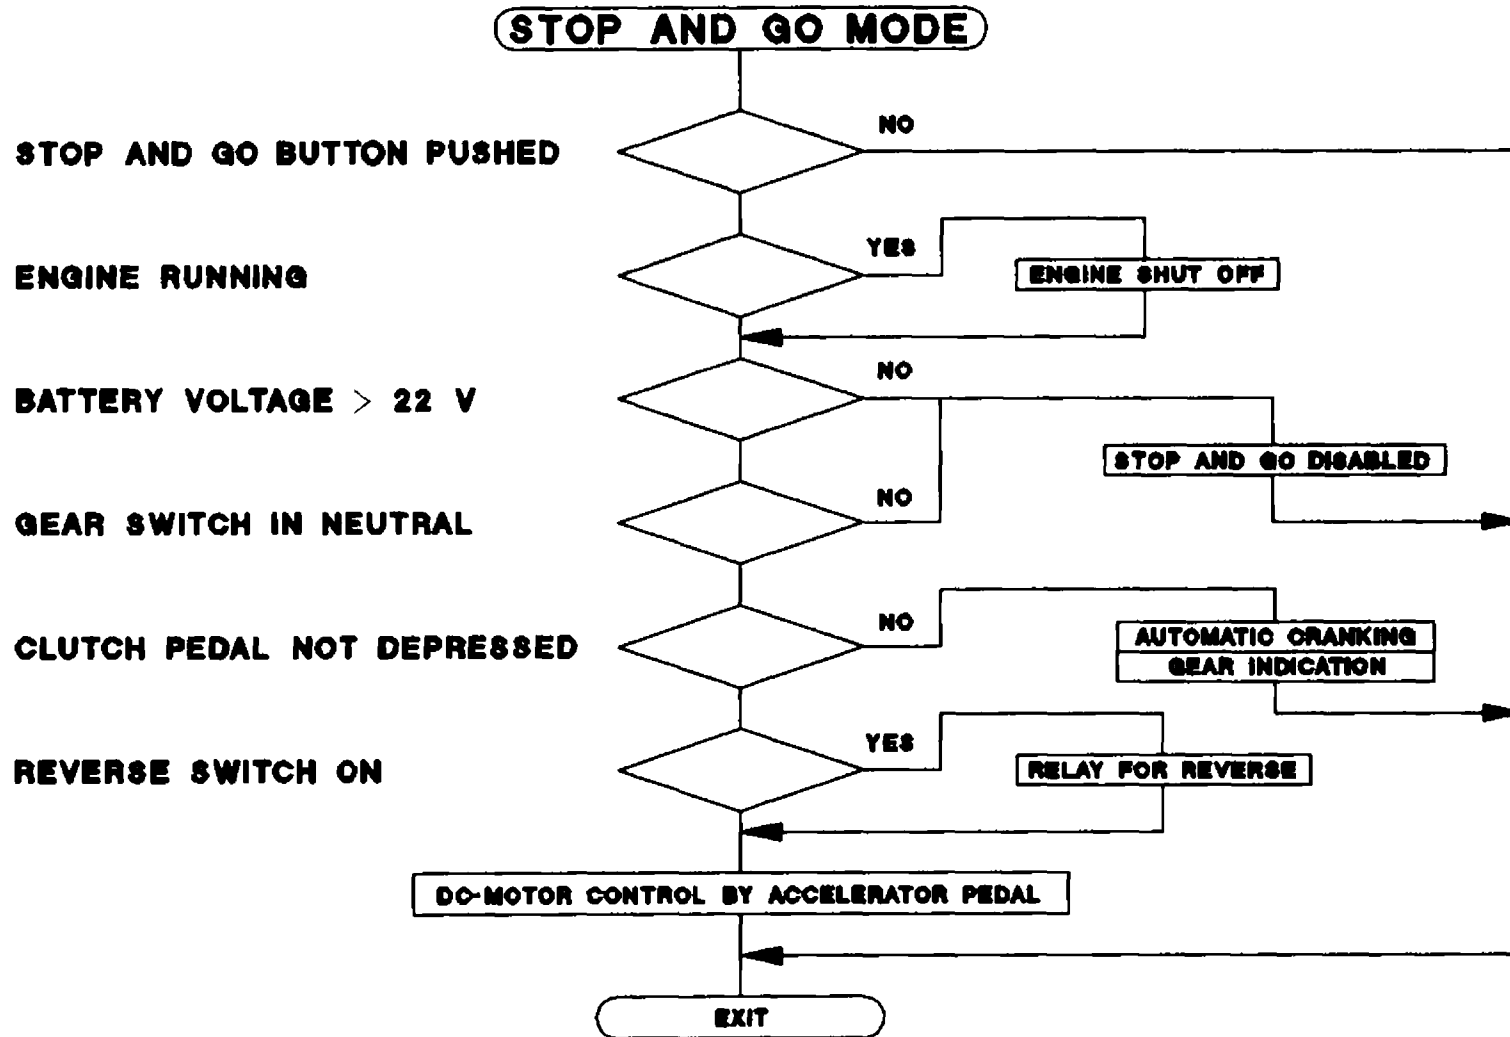 STOP AND GO MODE
NO
STOP AND GO BUTTON PUSHED
YES
ENGINE RUNNING
ENGINE SHUT OFF
NO
BATTERY VOLTAGE > 22 V
STOP AND GO DISABLED
NO
GEAR SWITCH IN NEUTRAL
NO
AUTOMATIC CRANKING
CLUTCH PEDAL NOT DEPRESSED
GEAR INDICATION
YES
REVERSE SWITCH ON
RELAY FOR REVERSE
DC-MOTOR CONTROL BY ACCELERATOR PEDAL
EXIT